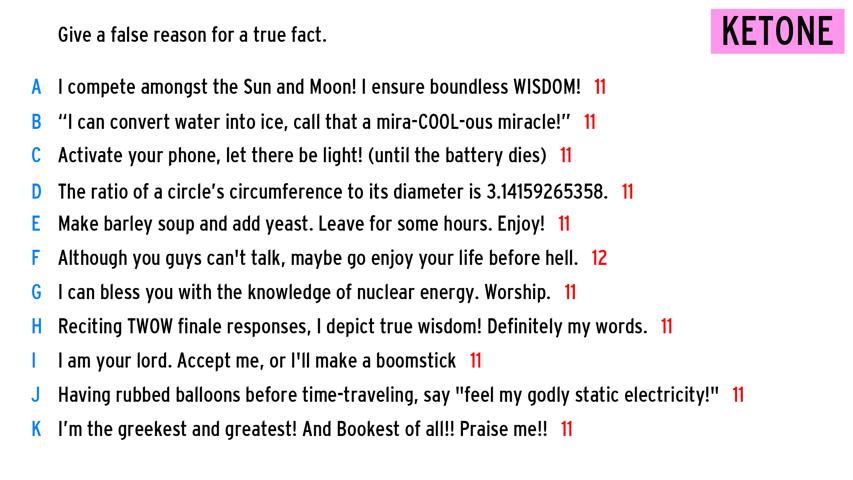 Give a false reason for a true fact.
KETONE
A I compete amongst the Sun and Moon! I ensure boundless WISDOM! 11
B “I can convert water into ice, call that a mira-COOL-ous miracle!” 11
C Activate your phone, let there be light! (until the battery dies) 11
D The ratio of a circle’s circumference to its diameter is 3.14159265358. 11
E Make barley soup and add yeast. Leave for some hours. Enjoy! 11
F Although you guys can't talk, maybe go enjoy your life before hell. 12
G I can bless you with the knowledge of nuclear energy. Worship. 11
H Reciting TWOW finale responses, I depict true wisdom! Definitely my words. 11
I I am your lord. Accept me, or I'll make a boomstick 11
J Having rubbed balloons before time-traveling, say "feel my godly static electricity!" 11
K I’m the greekest and greatest! And Bookest of all!! Praise me!! 11